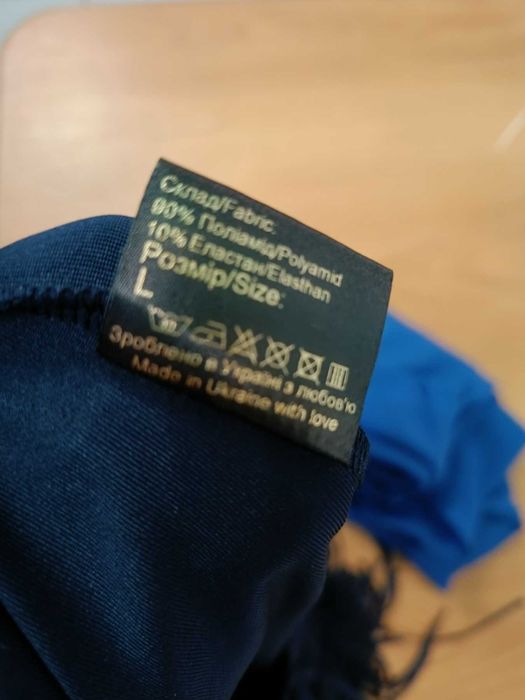 Склад/Fabric:
90% Поліамід/Polyamid
10% Еластан/Elasthan
Розмір/Size:
L
Зроблено в Україні з любов'ю
Made in Ukraine with love